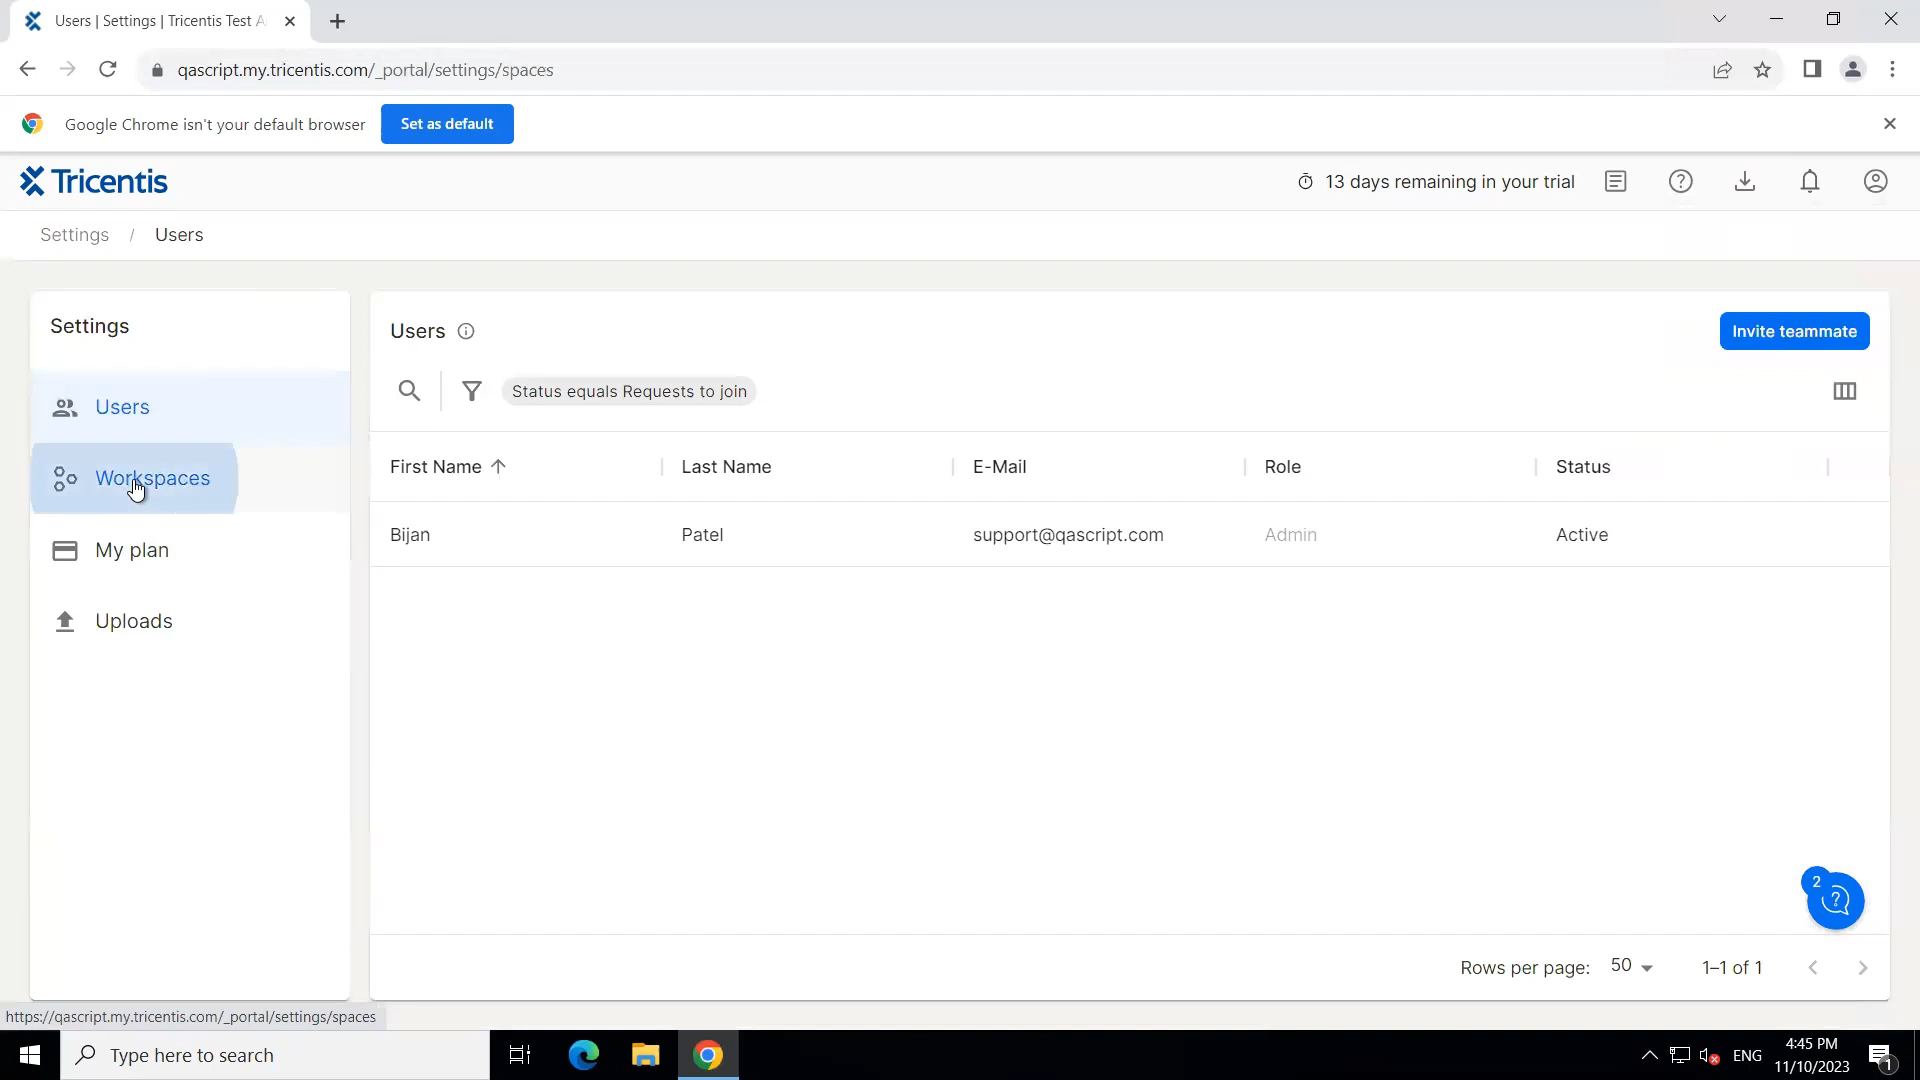 Users | Settings | Tricentis Test A
qascript.my.tricentis.com/_portal/settings/spaces
Google Chrome isn't your default browser
Set as default
Tricentis
13 days remaining in your trial
Settings / Users
Settings
Users
Workspaces
My plan
Uploads
Users
Invite teammate
Status equals Requests to join
First Name Last Name E-Mail Role Status
Bijan Patel support@qascript.com Admin Active
2
Rows per page: 50 1–1 of 1
https://qascript.my.tricentis.com/_portal/settings/spaces
Type here to search
ENG
4:45 PM
11/10/2023
1